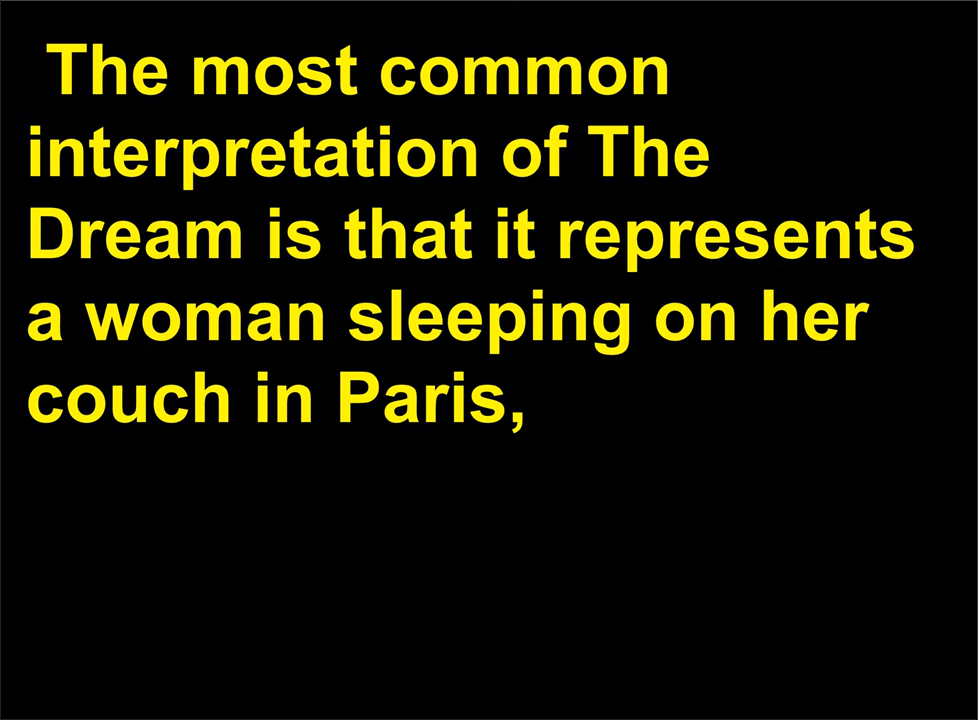 The most common
interpretation of The
Dream is that it represents
a woman sleeping on her
couch in Paris,